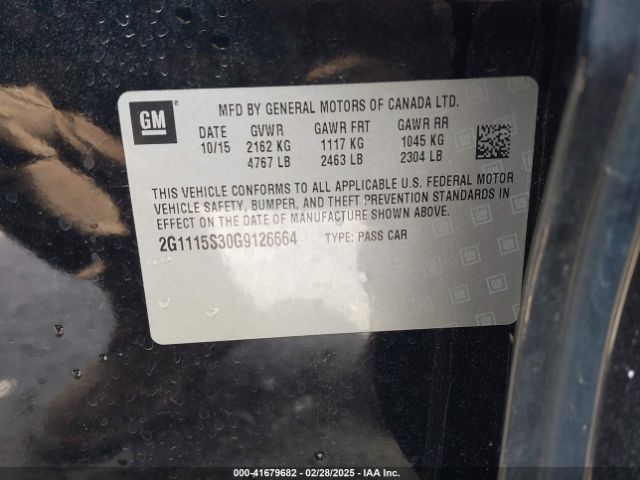 GM
MFD BY GENERAL MOTORS OF CANADA LTD.
DATE GVWR GAWR FRT GAWR RR
10/15 2162 KG 1117 KG 1045 KG
4767 LB 2463 LB 2304 LB
THIS VEHICLE CONFORMS TO ALL APPLICABLE U.S. FEDERAL MOTOR
VEHICLE SAFETY, BUMPER, AND THEFT PREVENTION STANDARDS IN
EFFECT ON THE DATE OF MANUFACTURE SHOWN ABOVE.
2G1115S30G9126664 TYPE: PASS CAR
000-41679682 - 02/28/2025 - IAA Inc.